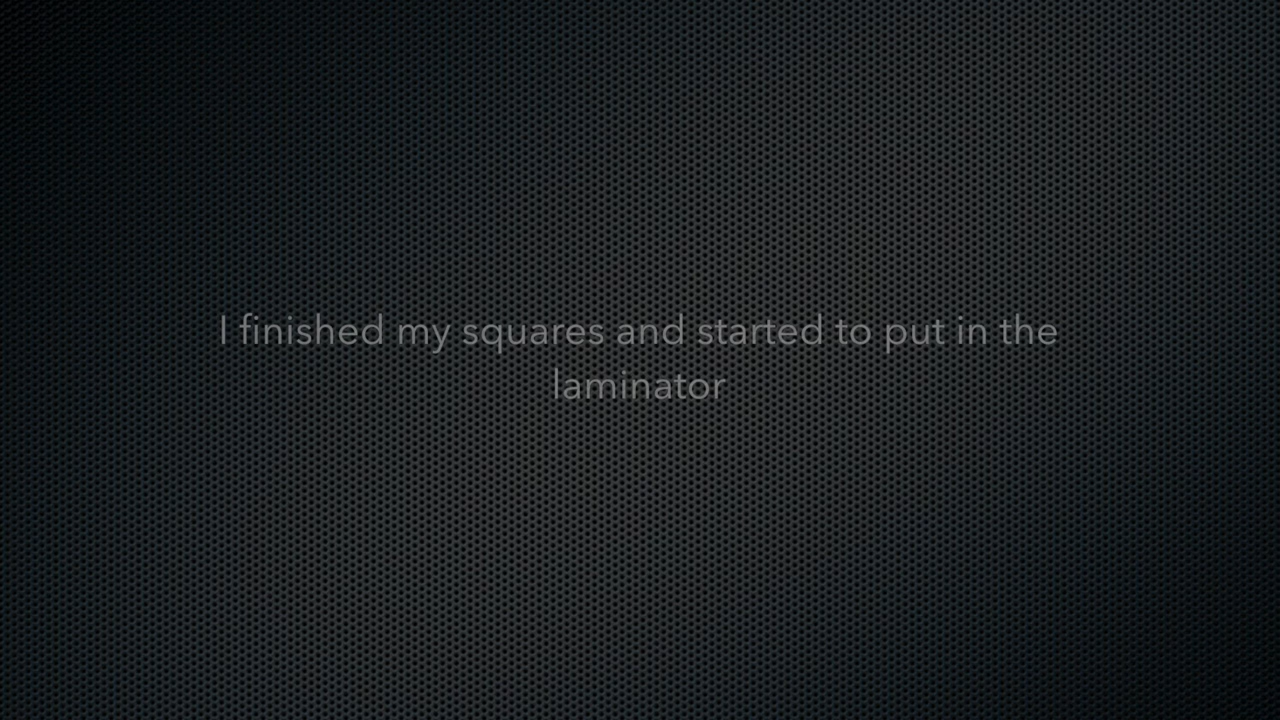 I finished my squares and started to put in the
laminator